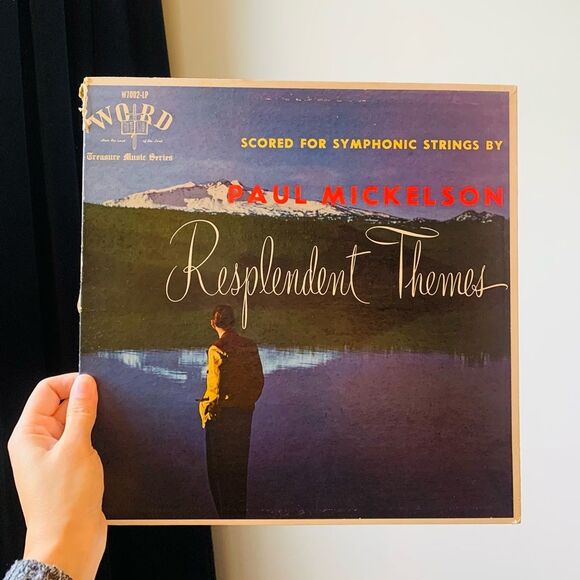 W7002-LP
WORD
Treasure Music Series
SCORED FOR SYMPHONIC STRINGS BY
PAUL MICKELSON
Resplendent Themes